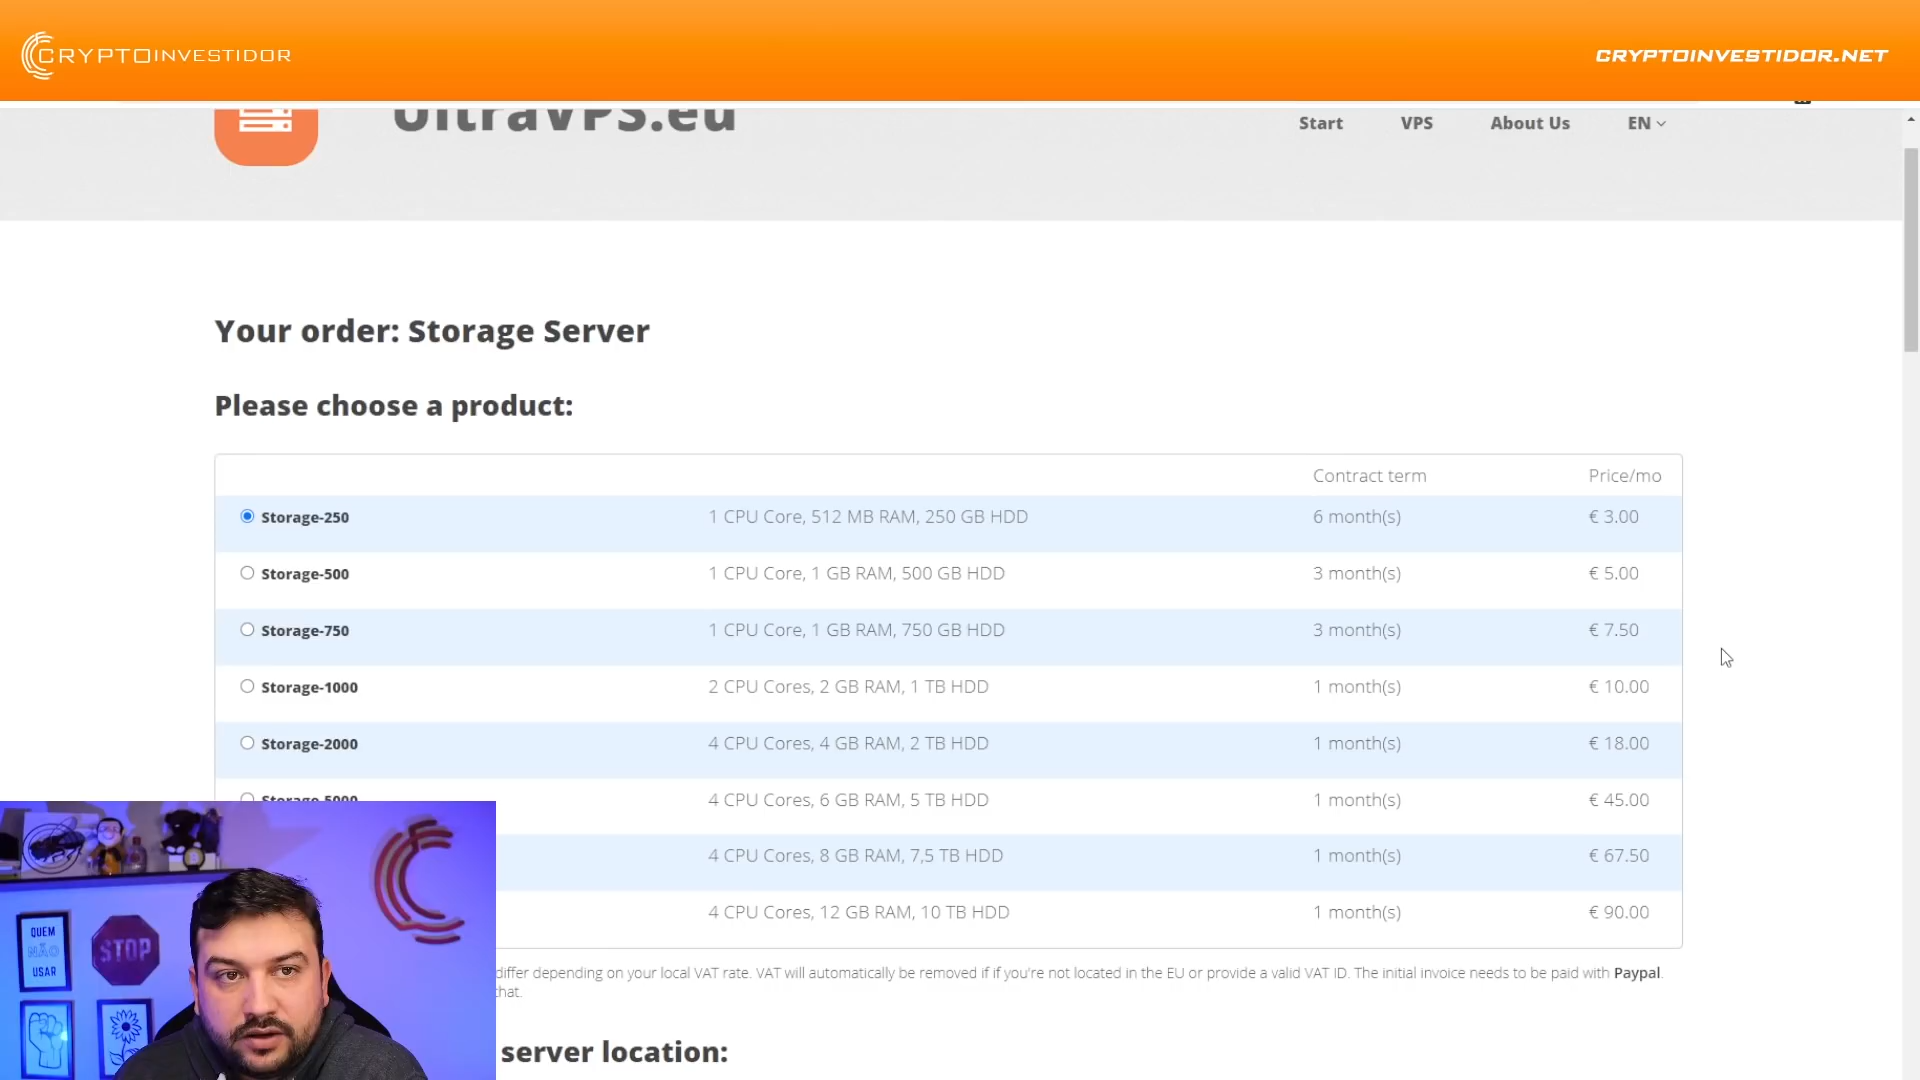 CRYPTOINVESTIDOR
CRYPTOINVESTIDOR.NET
UltraVPS.eu
Start VPS About Us EN
Your order: Storage Server
Please choose a product:
Contract term Price/mo
Storage-250 1 CPU Core, 512 MB RAM, 250 GB HDD 6 month(s) € 3.00
Storage-500 1 CPU Core, 1 GB RAM, 500 GB HDD 3 month(s) € 5.00
Storage-750 1 CPU Core, 1 GB RAM, 750 GB HDD 3 month(s) € 7.50
Storage-1000 2 CPU Cores, 2 GB RAM, 1 TB HDD 1 month(s) € 10.00
Storage-2000 4 CPU Cores, 4 GB RAM, 2 TB HDD 1 month(s) € 18.00
Storage-5000 4 CPU Cores, 6 GB RAM, 5 TB HDD 1 month(s) € 45.00
4 CPU Cores, 8 GB RAM, 7,5 TB HDD 1 month(s) € 67.50
4 CPU Cores, 12 GB RAM, 10 TB HDD 1 month(s) € 90.00
differ depending on your local VAT rate. VAT will automatically be removed if if you're not located in the EU or provide a valid VAT ID. The initial invoice needs to be paid with Paypal.
that.
server location:
QUEM
NÃO
USAR
STOP